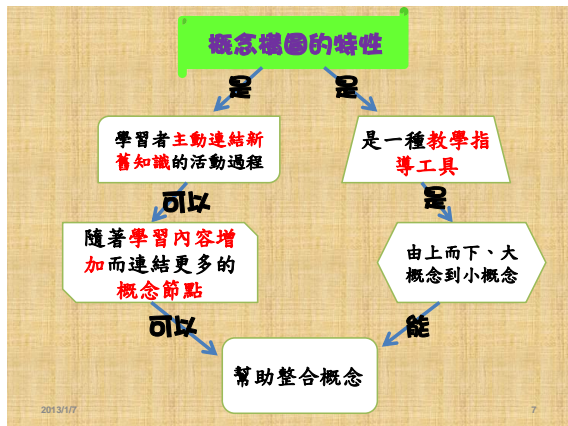 概念構圖的特性
是
是
學習者主動連結新
舊知識的活動過程
是一種教學指
導工具
可以
是
隨著學習內容增
加而連結更多的
概念節點
由上而下、大
概念到小概念
可以
能
幫助整合概念
2013/1/7
7